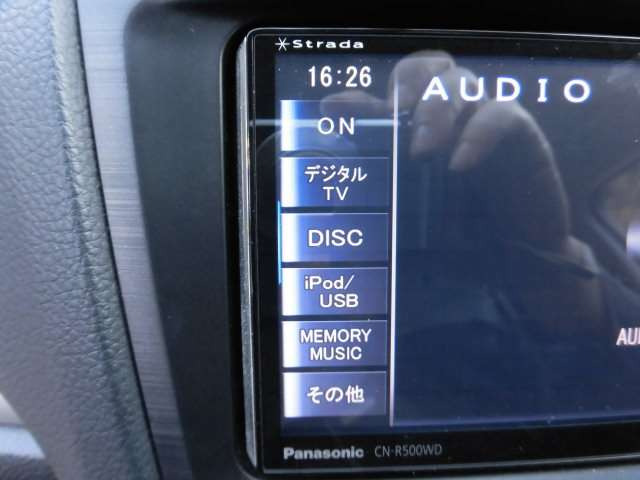 Strada
16:26
AUDIO
ON
デジタル
TV
DISC
iPod/
USB
MEMORY
MUSIC
その他
Panasonic CN-R500WD